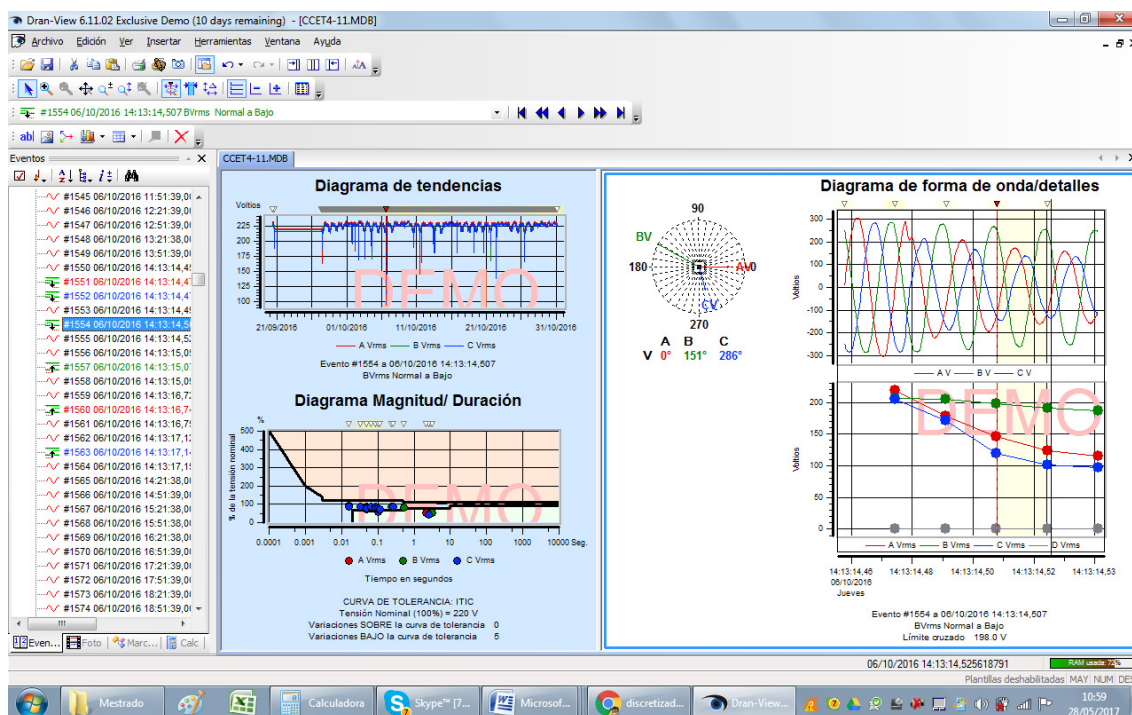 Dran-View 6.11.02 Exclusive Demo (10 days remaining) - [CCET4-11.MDB]
Archivo Edición Ver Insertar Herramientas Ventana Ayuda
#1554 06/10/2016 14:13:14,507 BVrms Normal a Bajo
Eventos
CCET4-11.MDB
#1545 06/10/2016 11:51:39,0
#1546 06/10/2016 12:21:39,0
#1547 06/10/2016 12:51:39,0
#1548 06/10/2016 13:21:38,0
#1549 06/10/2016 13:51:39,0
#1550 06/10/2016 14:13:14,4
#1551 06/10/2016 14:13:14,4
#1552 06/10/2016 14:13:14,4
#1553 06/10/2016 14:13:14,4
#1554 06/10/2016 14:13:14,5
#1555 06/10/2016 14:13:14,5
#1556 06/10/2016 14:13:15,0
#1557 06/10/2016 14:13:15,0
#1558 06/10/2016 14:13:15,0
#1559 06/10/2016 14:13:16,7
#1560 06/10/2016 14:13:16,7
#1561 06/10/2016 14:13:16,7
#1562 06/10/2016 14:13:17,1
#1563 06/10/2016 14:13:17,1
#1564 06/10/2016 14:13:17,1
#1565 06/10/2016 14:21:38,0
#1566 06/10/2016 14:51:39,0
#1567 06/10/2016 15:21:38,0
#1568 06/10/2016 15:51:38,0
#1569 06/10/2016 16:21:38,0
#1570 06/10/2016 16:51:39,0
#1571 06/10/2016 17:21:39,0
#1572 06/10/2016 17:51:39,0
#1573 06/10/2016 18:21:38,0
#1574 06/10/2016 18:51:39,0
Even... Foto Marc... Calc
Diagrama de tendencias
Voltios
225
200
175
150
125
100
DEMO
21/09/2016 01/10/2016 11/10/2016 21/10/2016 31/10/2016
A Vrms B Vrms C Vrms
Evento #1554 a 06/10/2016 14:13:14,507
BVrms Normal a Bajo
Diagrama Magnitud/ Duración
%
% de la tensión nominal
500
400
300
200
100
0
DEMO
0.0001 0.001 0.01 0.1 1 10 100 1000 10000 Seg.
A Vrms B Vrms C Vrms
Tiempo en segundos
CURVA DE TOLERANCIA: ITIC
Tensión Nominal (100%) = 220 V
Variaciones SOBRE la curva de tolerancia 0
Variaciones BAJO la curva de tolerancia 5
Diagrama de forma de onda/detalles
90
BV
180 AV 0
CV
270
A B C
V 0° 151° 286°
Voltios
300
200
100
0
-100
-200
-300
A V B V C V
Voltios
200
150
100
50
0
DEMO
A Vrms B Vrms C Vrms D Vrms
14:13:14,46 14:13:14,48 14:13:14,50 14:13:14,52 14:13:14,53
06/10/2016
Jueves
Evento #1554 a 06/10/2016 14:13:14,507
BVrms Normal a Bajo
Límite cruzado 198.0 V
06/10/2016 14:13:14,525618791 RAM usada: 72%
Plantillas deshabilitadas MAY NUM DES
Mestrado Calculadora Skype™ [7... Microsof... discretizad... Dran-View...
10:59
28/05/2017